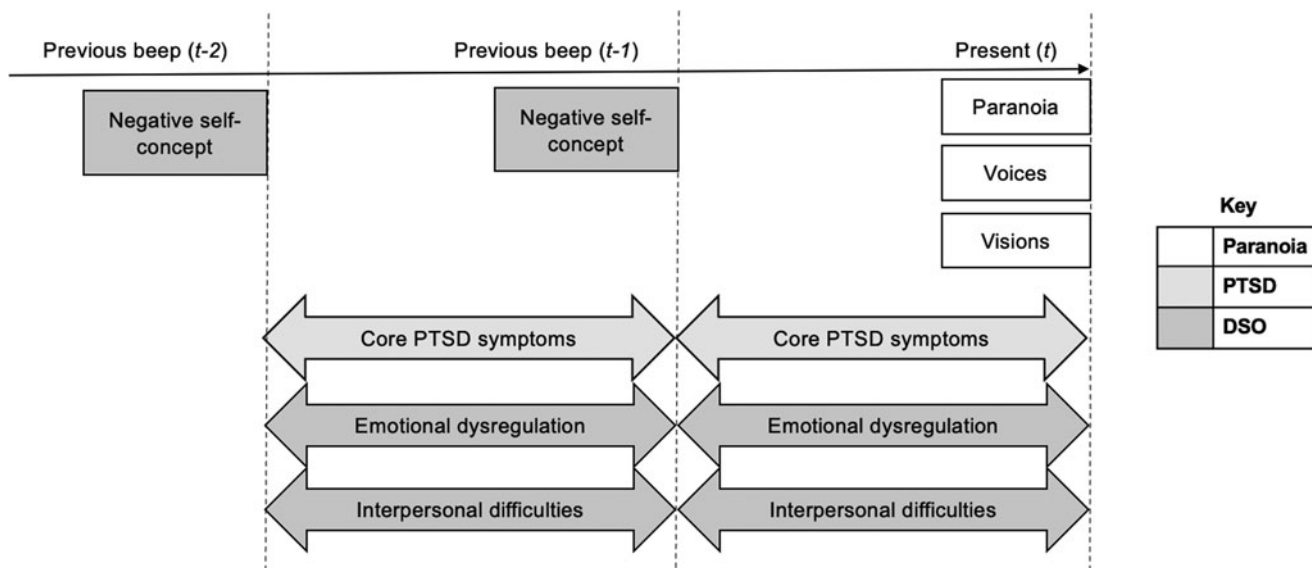 Previous beep (t-2)
Previous beep (t-1)
Present (t)
Negative self-
concept
Negative self-
concept
Paranoia
Voices
Visions
Key
Paranoia
PTSD
DSO
Core PTSD symptoms
Core PTSD symptoms
Emotional dysregulation
Emotional dysregulation
Interpersonal difficulties
Interpersonal difficulties